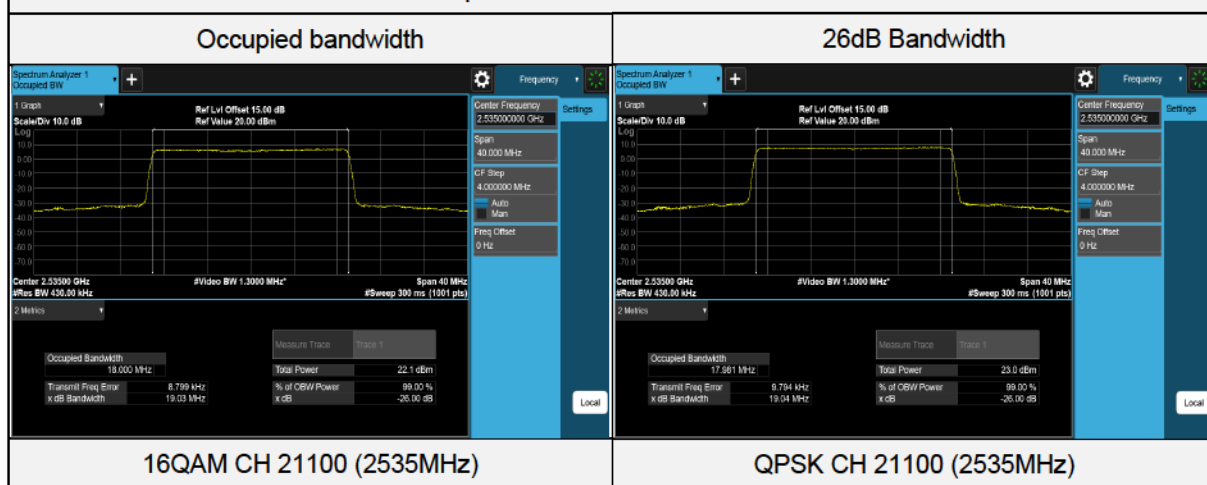 Occupied bandwidth
26dB Bandwidth
Spectrum Analyzer 1
Occupied BW
+
Frequency
1 Graph
Scale/Div 10.0 dB
Ref Lvl Offset 15.00 dB
Ref Value 20.00 dBm
Log
10.0
0.00
-10.0
-20.0
-30.0
-40.0
-50.0
-60.0
-70.0
Center 2.53500 GHz
#Res BW 430.00 kHz
#Video BW 1.3000 MHz*
Span 40 MHz
#Sweep 300 ms (1001 pts)
Center Frequency
2.535000000 GHz
Settings
Span
40.000 MHz
CF Step
4.000000 MHz
Auto
Man
Freq Offset
0 Hz
Local
2 Metrics
Measure Trace Trace 1
Occupied Bandwidth
18.000 MHz
Total Power 22.1 dBm
Transmit Freq Error 8.799 kHz
% of OBW Power 99.00 %
x dB Bandwidth 19.03 MHz
x dB -26.00 dB
Spectrum Analyzer 1
Occupied BW
+
Frequency
1 Graph
Scale/Div 10.0 dB
Ref Lvl Offset 15.00 dB
Ref Value 20.00 dBm
Log
10.0
0.00
-10.0
-20.0
-30.0
-40.0
-50.0
-60.0
-70.0
Center 2.53500 GHz
#Res BW 430.00 kHz
#Video BW 1.3000 MHz*
Span 40 MHz
#Sweep 300 ms (1001 pts)
Center Frequency
2.535000000 GHz
Settings
Span
40.000 MHz
CF Step
4.000000 MHz
Auto
Man
Freq Offset
0 Hz
Local
2 Metrics
Measure Trace Trace 1
Occupied Bandwidth
17.981 MHz
Total Power 23.0 dBm
Transmit Freq Error 9.794 kHz
% of OBW Power 99.00 %
x dB Bandwidth 19.04 MHz
x dB -26.00 dB
16QAM CH 21100 (2535MHz)
QPSK CH 21100 (2535MHz)